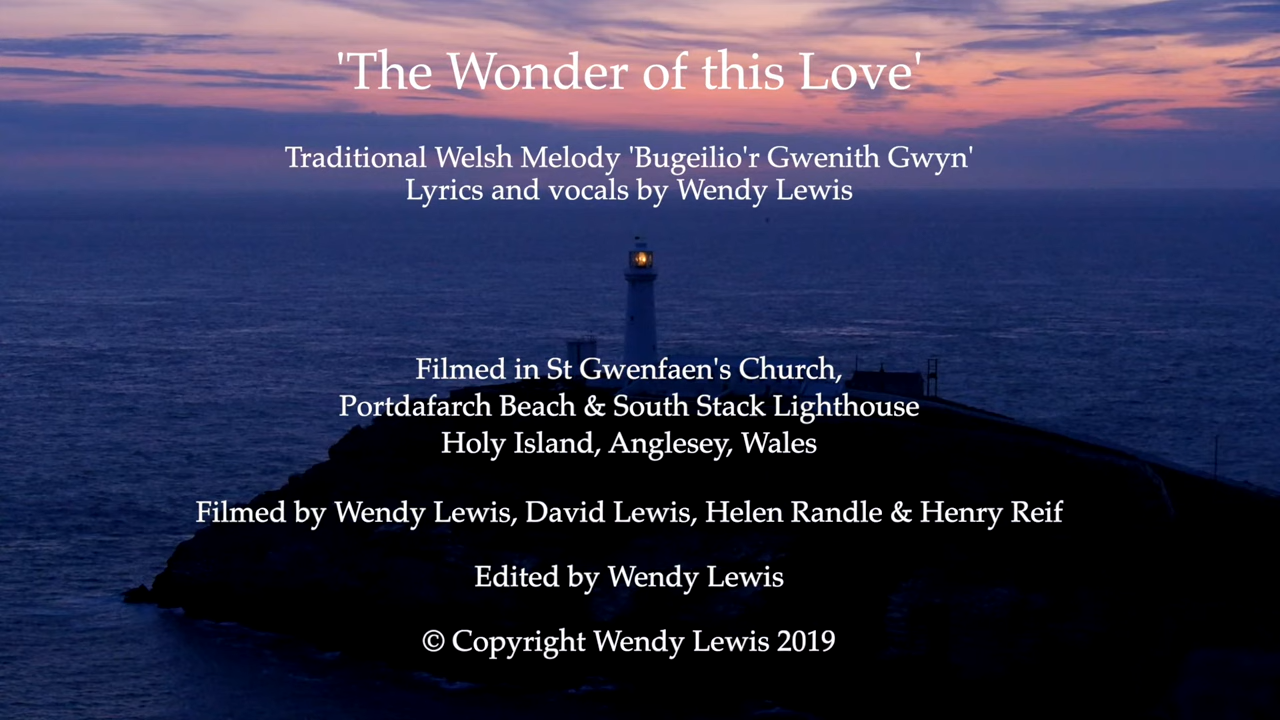 'The Wonder of this Love'
Traditional Welsh Melody 'Bugeilio'r Gwenith Gwyn'
Lyrics and vocals by Wendy Lewis
Filmed in St Gwenfaen's Church,
Portdafarch Beach & South Stack Lighthouse
Holy Island, Anglesey, Wales
Filmed by Wendy Lewis, David Lewis, Helen Randle & Henry Reif
Edited by Wendy Lewis
© Copyright Wendy Lewis 2019